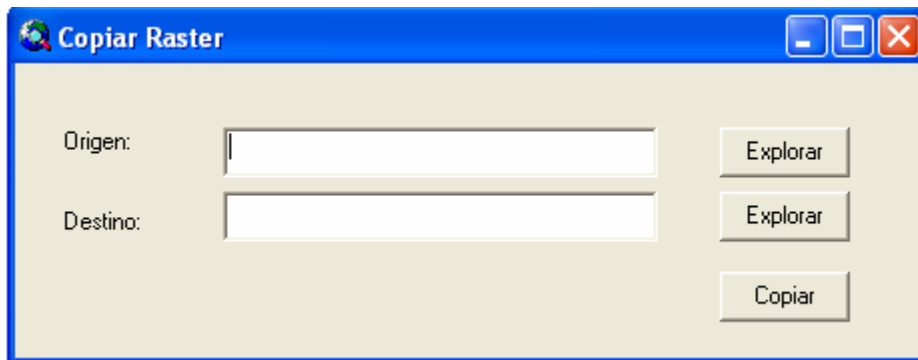 Copiar Raster
Origen:
Explorar
Destino:
Explorar
Copiar